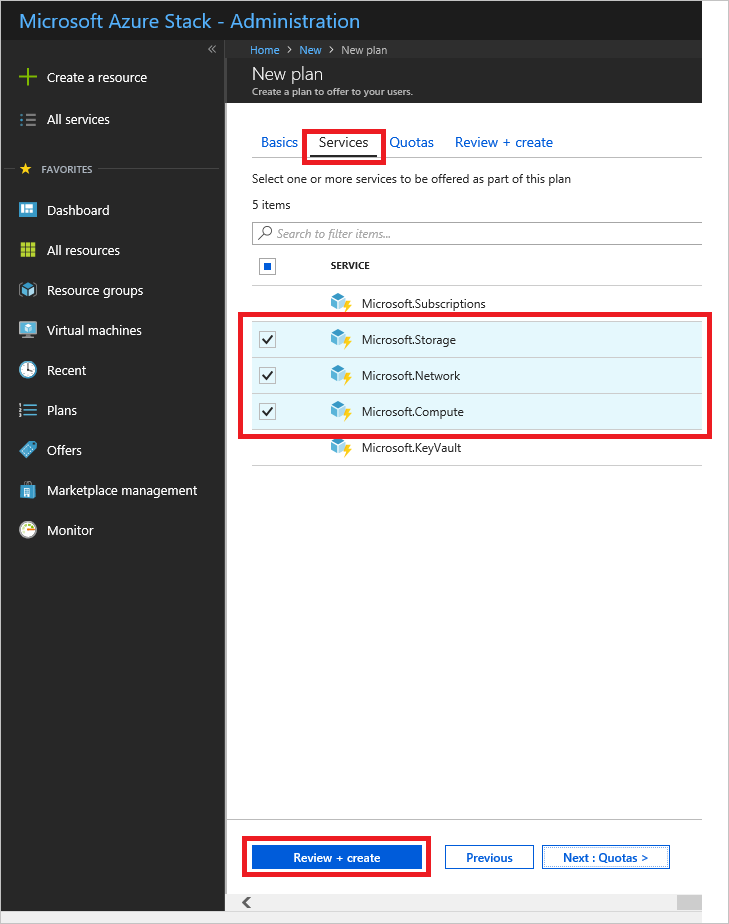 Microsoft Azure Stack - Administration
Create a resource
All services
FAVORITES
Dashboard
All resources
Resource groups
Virtual machines
Recent
Plans
Offers
Marketplace management
Monitor
Home > New > New plan
New plan
Create a plan to offer to your users.
Basics Services Quotas Review + create
Select one or more services to be offered as part of this plan
5 items
Search to filter items...
SERVICE
Microsoft.Subscriptions
Microsoft.Storage
Microsoft.Network
Microsoft.Compute
Microsoft.KeyVault
Review + create Previous Next : Quotas >